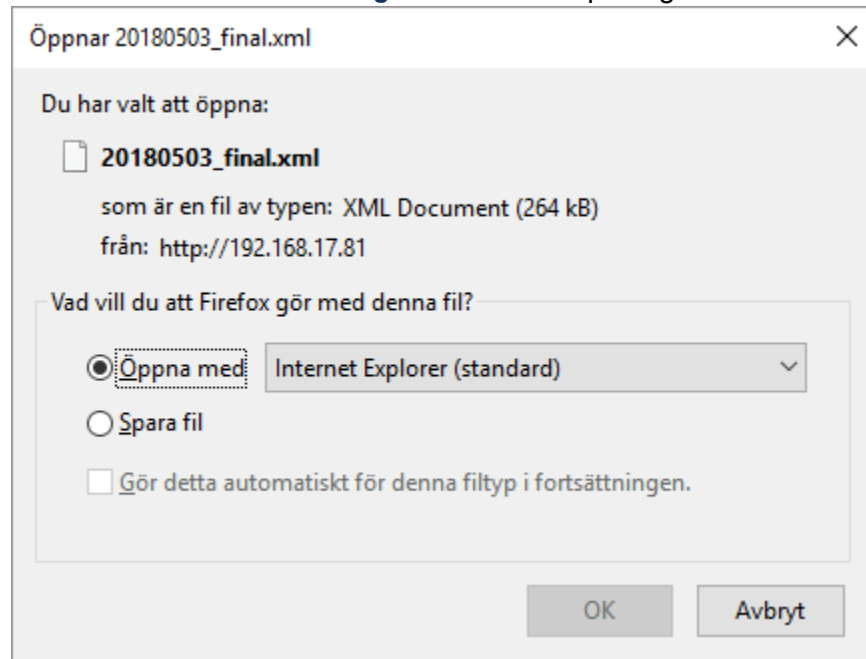 Öppnar 20180503_final.xml
Du har valt att öppna:
20180503_final.xml
som är en fil av typen: XML Document (264 kB)
från: http://192.168.17.81
Vad vill du att Firefox gör med denna fil?
Öppna med Internet Explorer (standard)
Spara fil
Gör detta automatiskt för denna filtyp i fortsättningen.
OK Avbryt